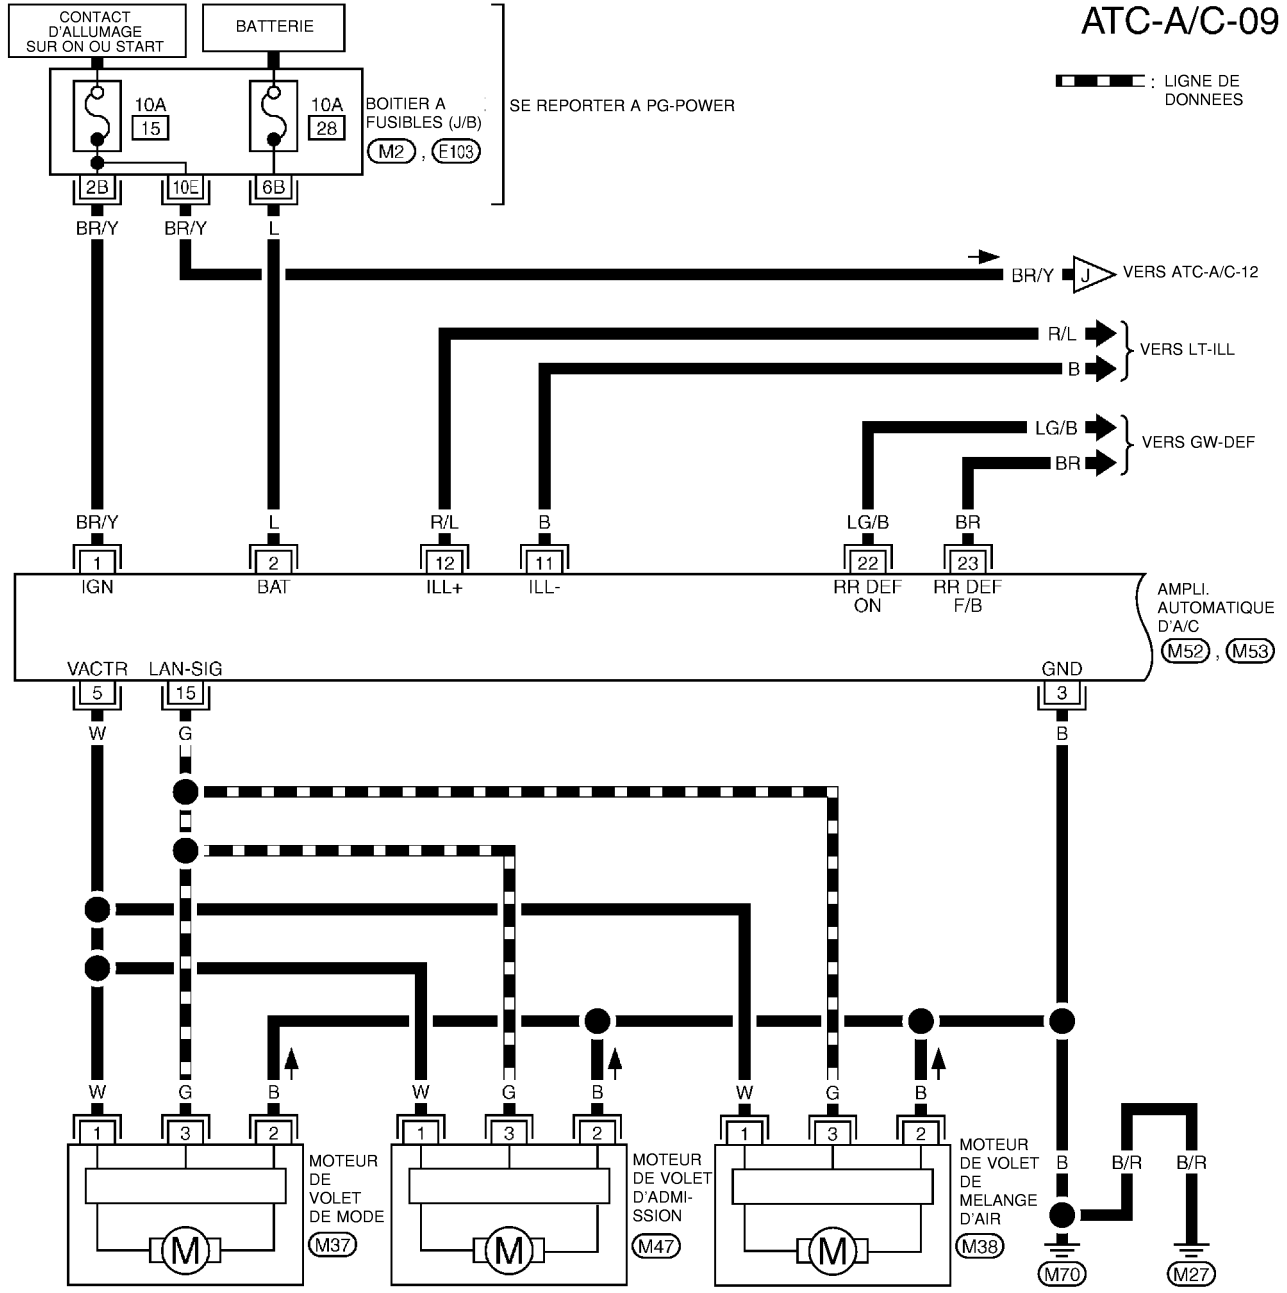 ATC-A/C-09
CONTACT
D'ALLUMAGE
SUR ON OU START
BATTERIE
: LIGNE DE
DONNEES
10A
15
10A
28
BOITIER A
FUSIBLES (J/B)
M2 , E103
SE REPORTER A PG-POWER
2B
10E
6B
BR/Y
BR/Y
L
BR/Y
J
VERS ATC-A/C-12
R/L
B
VERS LT-ILL
LG/B
BR
VERS GW-DEF
BR/Y
L
R/L
B
LG/B
BR
1
2
12
11
22
23
IGN
BAT
ILL+
ILL-
RR DEF
ON
RR DEF
F/B
AMPLI.
AUTOMATIQUE
D'A/C
M52 , M53
VACTR
LAN-SIG
GND
5
15
3
W
G
B
W
G
B
W
G
B
W
G
B
1
3
2
1
3
2
1
3
2
MOTEUR
DE
VOLET
DE MODE
M37
MOTEUR
DE VOLET
D'ADMI-
SSION
M47
MOTEUR
DE VOLET
DE
MELANGE
D'AIR
M38
M
M
M
B
B/R
B/R
M70
M27